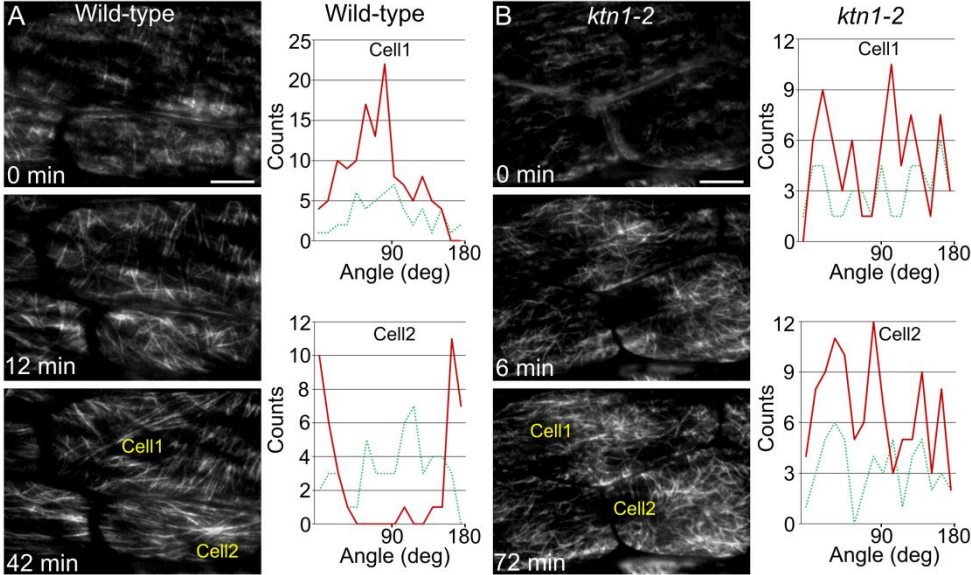 A
Wild-type
0 min
12 min
Cell1
Cell2
42 min
Wild-type
Cell1
Counts
25
20
15
10
5
0
90
180
Angle (deg)
Cell2
Counts
12
10
8
6
4
2
0
90
180
Angle (deg)
B
ktn1-2
0 min
6 min
Cell1
Cell2
72 min
ktn1-2
Cell1
Counts
12
9
6
3
0
90
180
Angle (deg)
Cell2
Counts
12
9
6
3
0
90
180
Angle (deg)